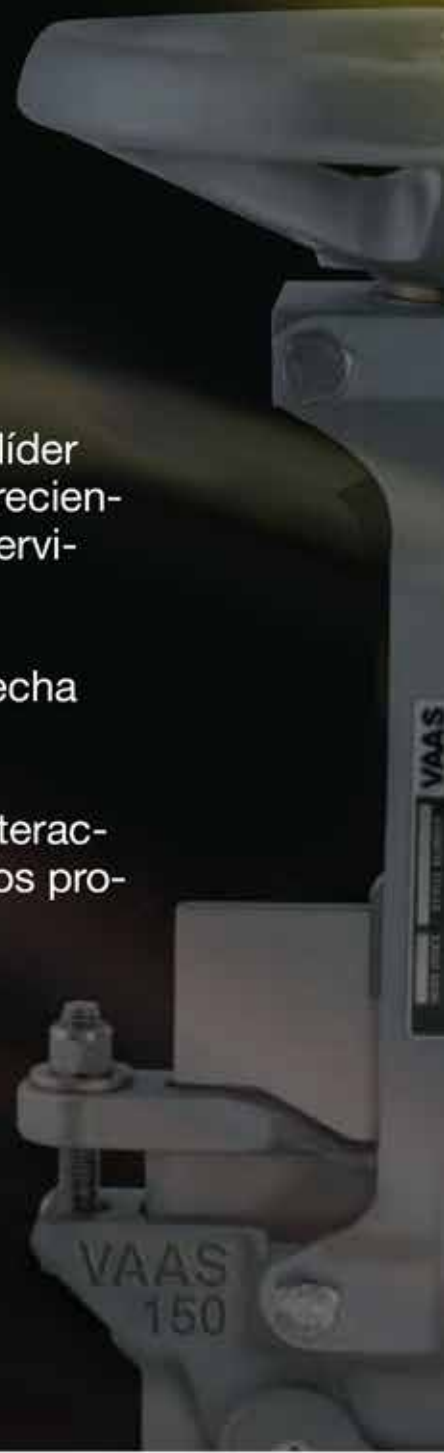 líder
recien-
ervi-
echa
terac-
os pro-
VAAS
VAAS
150